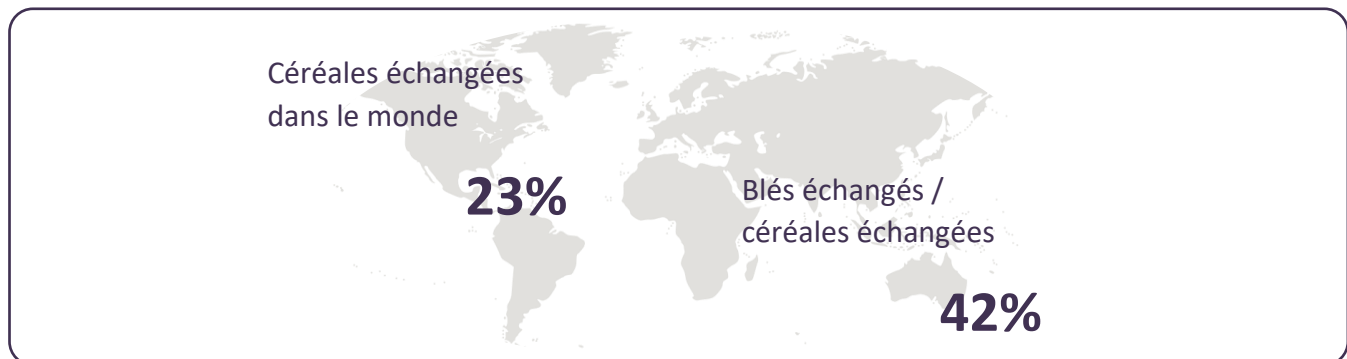 Céréales échangées
dans le monde
23%
Blés échangés /
céréales échangées
42%